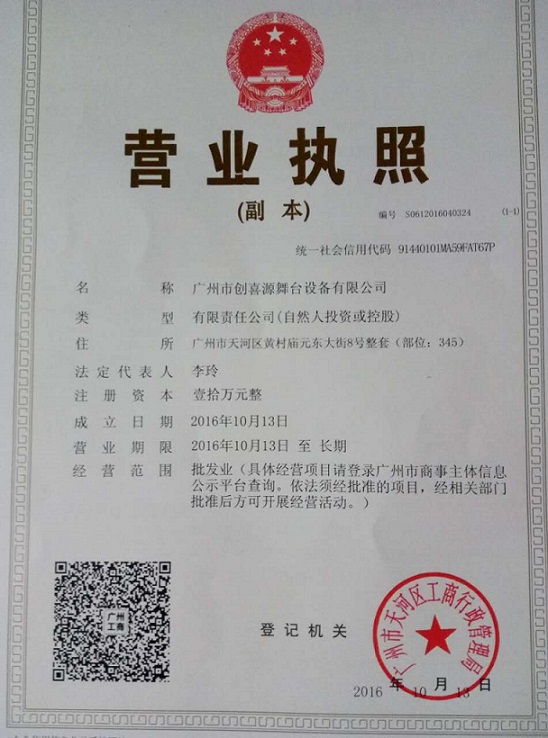 营业执照
(副 本)
编号 S0612016040324 (1-1)
统一社会信用代码 91440101MA59FAT67P
名 称 广州市创喜源舞台设备有限公司
类 型 有限责任公司(自然人投资或控股)
住 所 广州市天河区黄村庙元东大街8号整套（部位：345）
法定代表人 李玲
注册资本 壹拾万元整
成立日期 2016年10月13日
营业期限 2016年10月13日 至 长期
经营范围 批发业（具体经营项目请登录广州市商事主体信息
公示平台查询。依法须经批准的项目，经相关部门
批准后方可开展经营活动。）
广州
工商
登记机关
广州市天河区工商行政管理局
2016 年 10 月 13 日